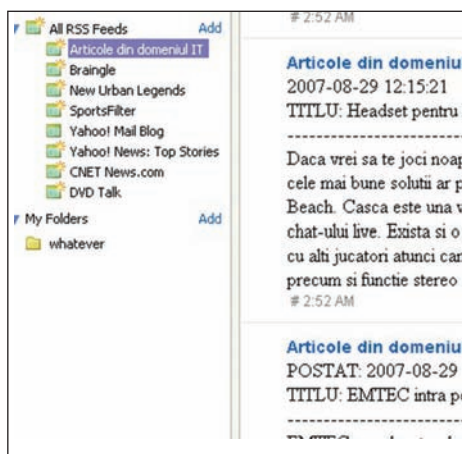 All RSS Feeds Add
Articole din domeniul IT
Braingle
New Urban Legends
SportsFilter
Yahoo! Mail Blog
Yahoo! News: Top Stories
CNET News.com
DVD Talk
My Folders Add
whatever
# 2:52 AM
Articole din domeniu
2007-08-29 12:15:21
TITLU: Headset pentru
Daca vrei sa te joci noap
cele mai bune solutii ar p
Beach. Casca este una v
chat-ului live. Exista si o
cu alti jucatori atunci can
precum si functie stereo
# 2:52 AM
Articole din domeniu
POSTAT: 2007-08-29
TITLU: EMTEC intra p